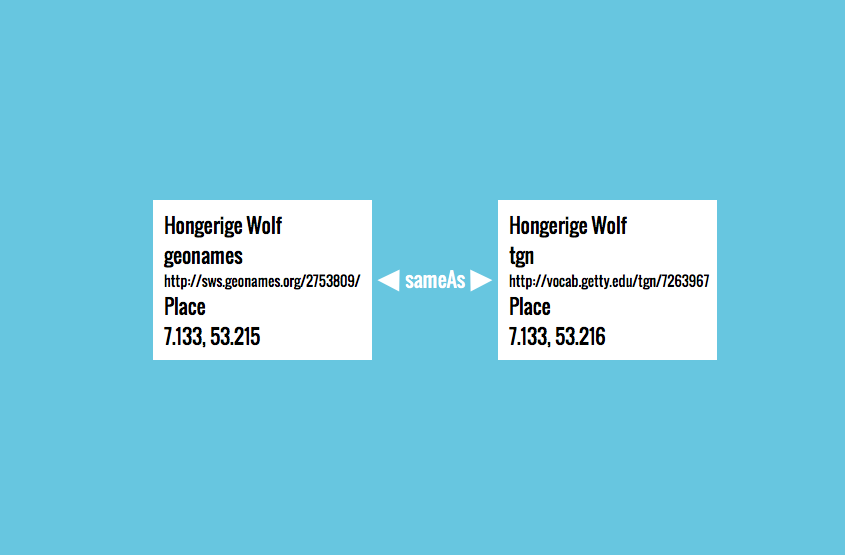 Hongerige Wolf
geonames
http://sws.geonames.org/2753809/
Place
7.133, 53.215
sameAs
Hongerige Wolf
tgn
http://vocab.getty.edu/tgn/7263967
Place
7.133, 53.216